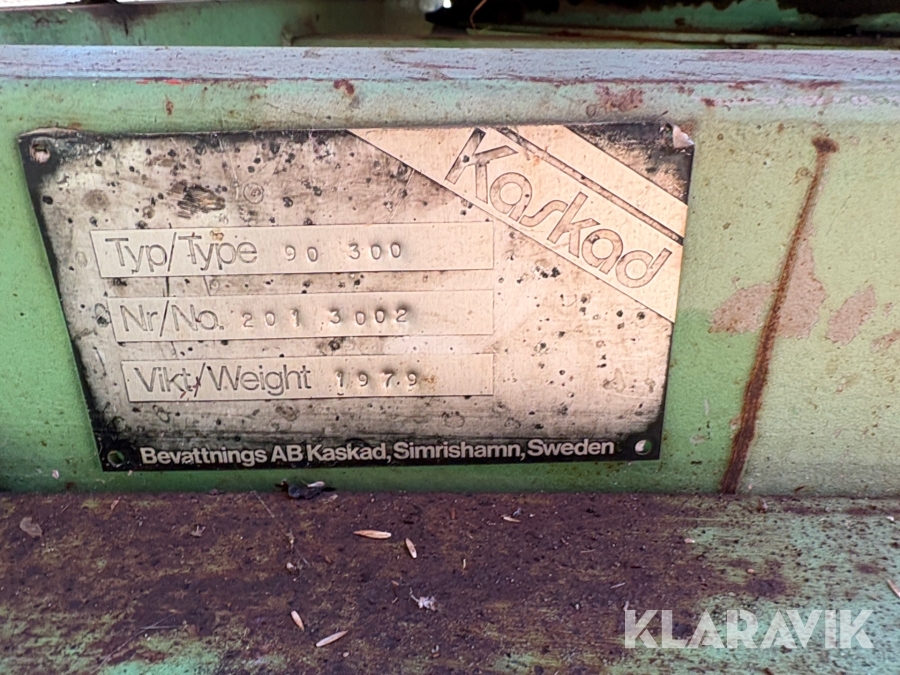 Kaskad
Typ/Type 90 300
Nr/No. 201 3002
Vikt/Weight 1979
Bevattnings AB Kaskad, Simrishamn, Sweden
KLARAVIK